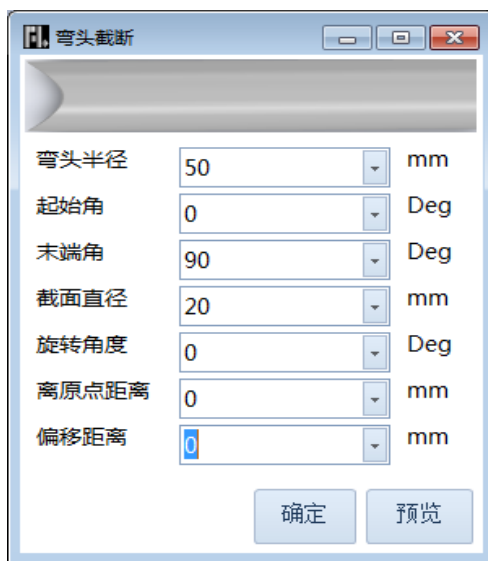 弯头截断
弯头半径 50 mm
起始角 0 Deg
末端角 90 Deg
截面直径 20 mm
旋转角度 0 Deg
离原点距离 0 mm
偏移距离 0 mm
确定 预览